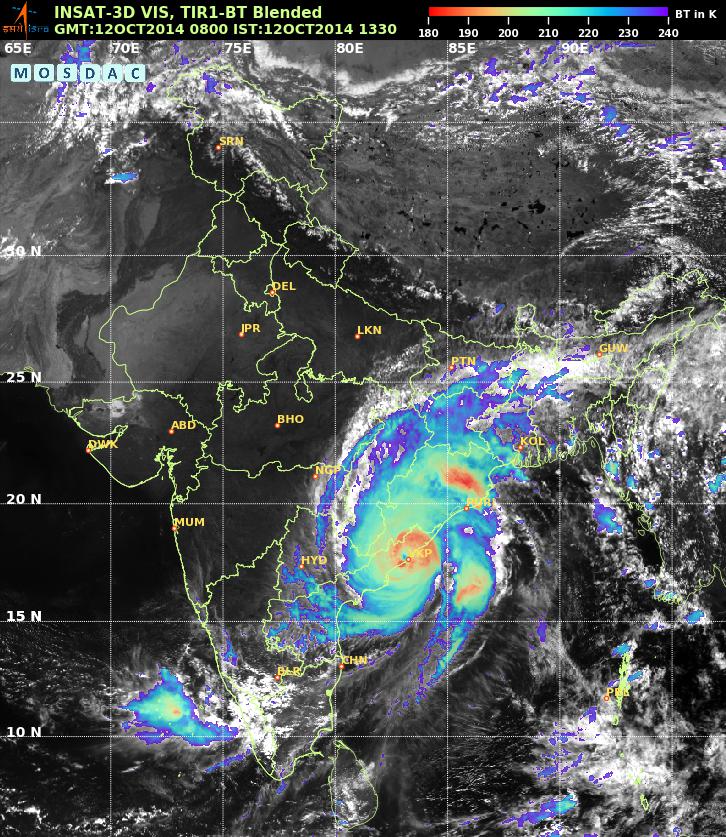 INSAT-3D VIS, TIR1-BT Blended
GMT:12OCT2014 0800 IST:12OCT2014 1330
BT in K
180 190 200 210 220 230 240
65E 70E 75E 80E 85E 90E
MOSDAC
SRN
30 N
DEL
JPR LKN
GUW
PTN
25 N
ABD BHO
DWK KOL
NGP
20 N
PURI
MUM
VKP
HYD
15 N
CHN
BLR
PBL
10 N